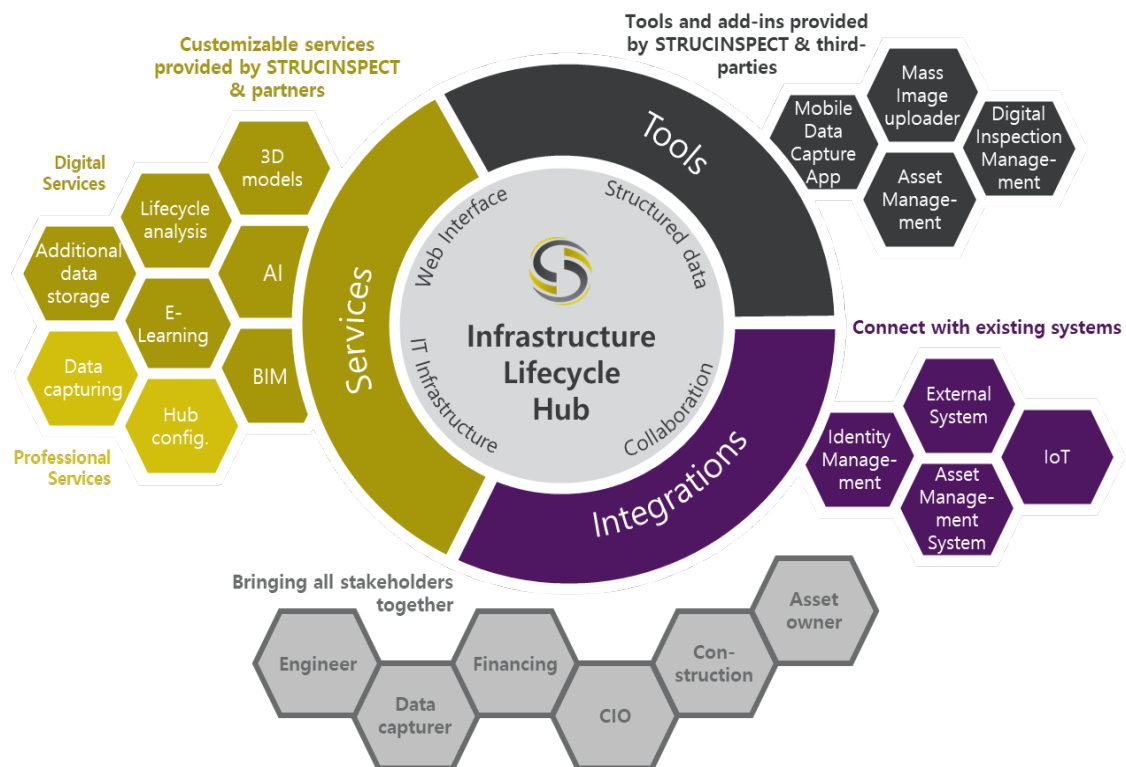 Customizable services
provided by STRUCINSPECT
& partners
Tools and add-ins provided
by STRUCINSPECT & third-
parties
Digital
Services
3D
models
Lifecycle
analysis
Additional
data
storage
AI
E-
Learning
BIM
Data
capturing
Hub
config.
Professional
Services
Services
Tools
Integrations
Web Interface
Structured data
IT Infrastructure
Collaboration
Infrastructure
Lifecycle
Hub
Mobile
Data
Capture
App
Mass
Image
uploader
Digital
Inspection
Manage-
ment
Asset
Manage-
ment
Connect with existing systems
External
System
Identity
Manage-
ment
Asset
Manage-
ment
System
IoT
Bringing all stakeholders
together
Engineer
Data
capturer
Financing
CIO
Con-
struction
Asset
owner